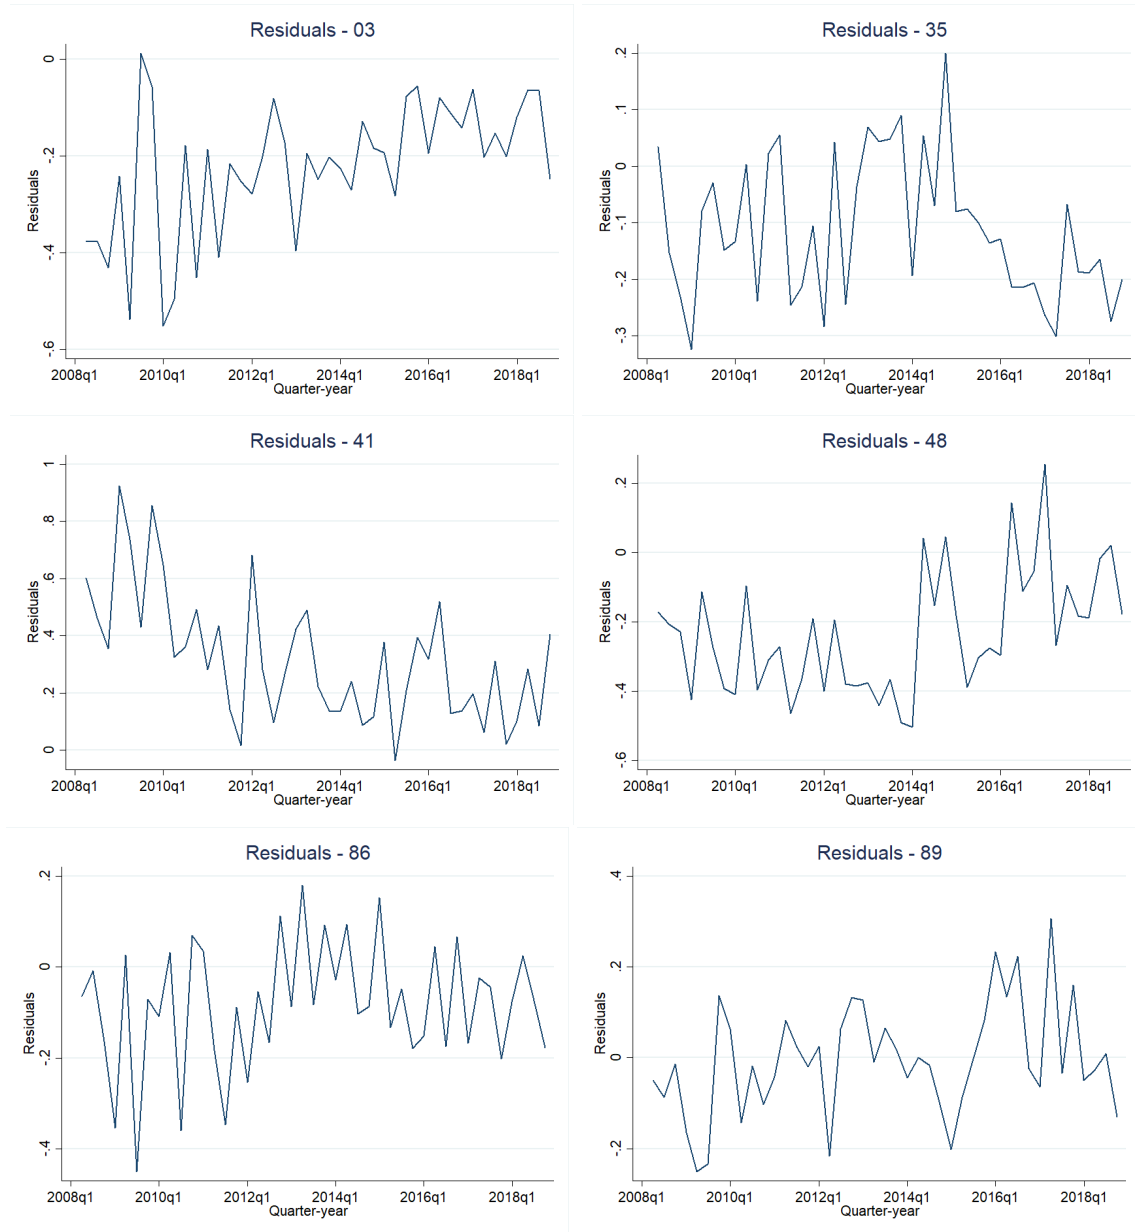 Residuals - 03
Residuals
0
-.2
-.4
-.6
2008q1 2010q1 2012q1 2014q1 2016q1 2018q1
Quarter-year
Residuals - 35
Residuals
.2
.1
0
-.1
-.2
-.3
2008q1 2010q1 2012q1 2014q1 2016q1 2018q1
Quarter-year
Residuals - 41
Residuals
1
.8
.6
.4
.2
0
2008q1 2010q1 2012q1 2014q1 2016q1 2018q1
Quarter-year
Residuals - 48
Residuals
.2
0
-.2
-.4
-.6
2008q1 2010q1 2012q1 2014q1 2016q1 2018q1
Quarter-year
Residuals - 86
Residuals
.2
0
-.2
-.4
2008q1 2010q1 2012q1 2014q1 2016q1 2018q1
Quarter-year
Residuals - 89
Residuals
.4
.2
0
-.2
2008q1 2010q1 2012q1 2014q1 2016q1 2018q1
Quarter-year